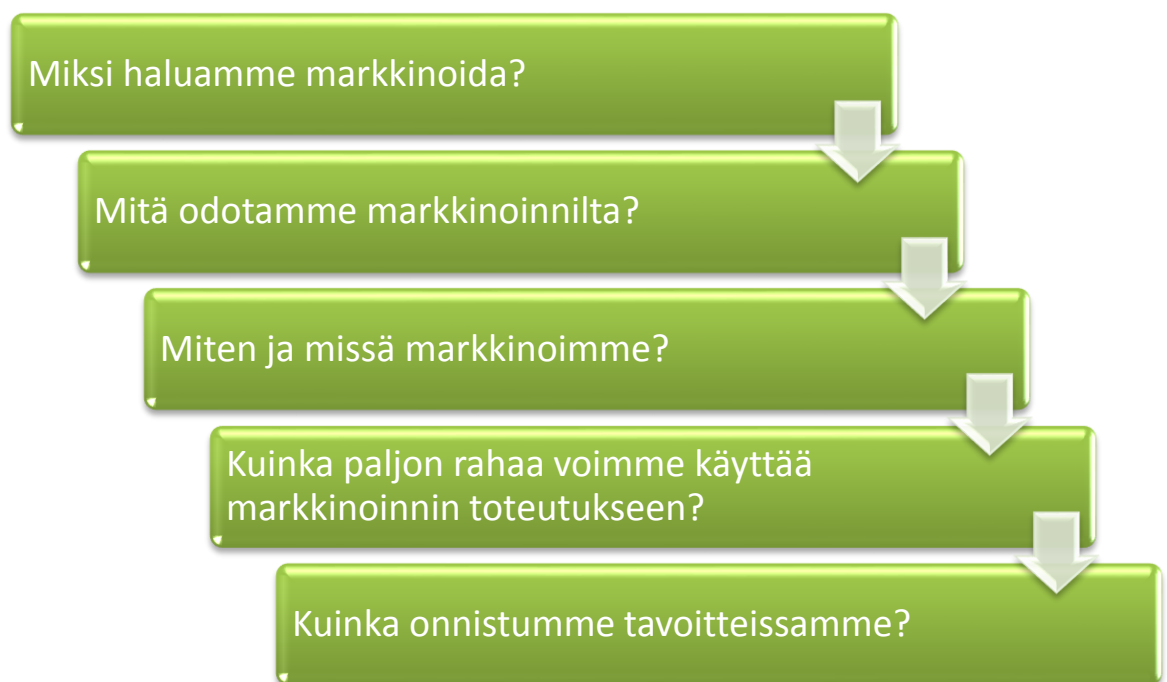 Miksi haluamme markkinoida?
Mitä odotamme markkinoinnilta?
Miten ja missä markkinoimme?
Kuinka paljon rahaa voimme käyttää
markkinoinnin toteutukseen?
Kuinka onnistumme tavoitteissamme?